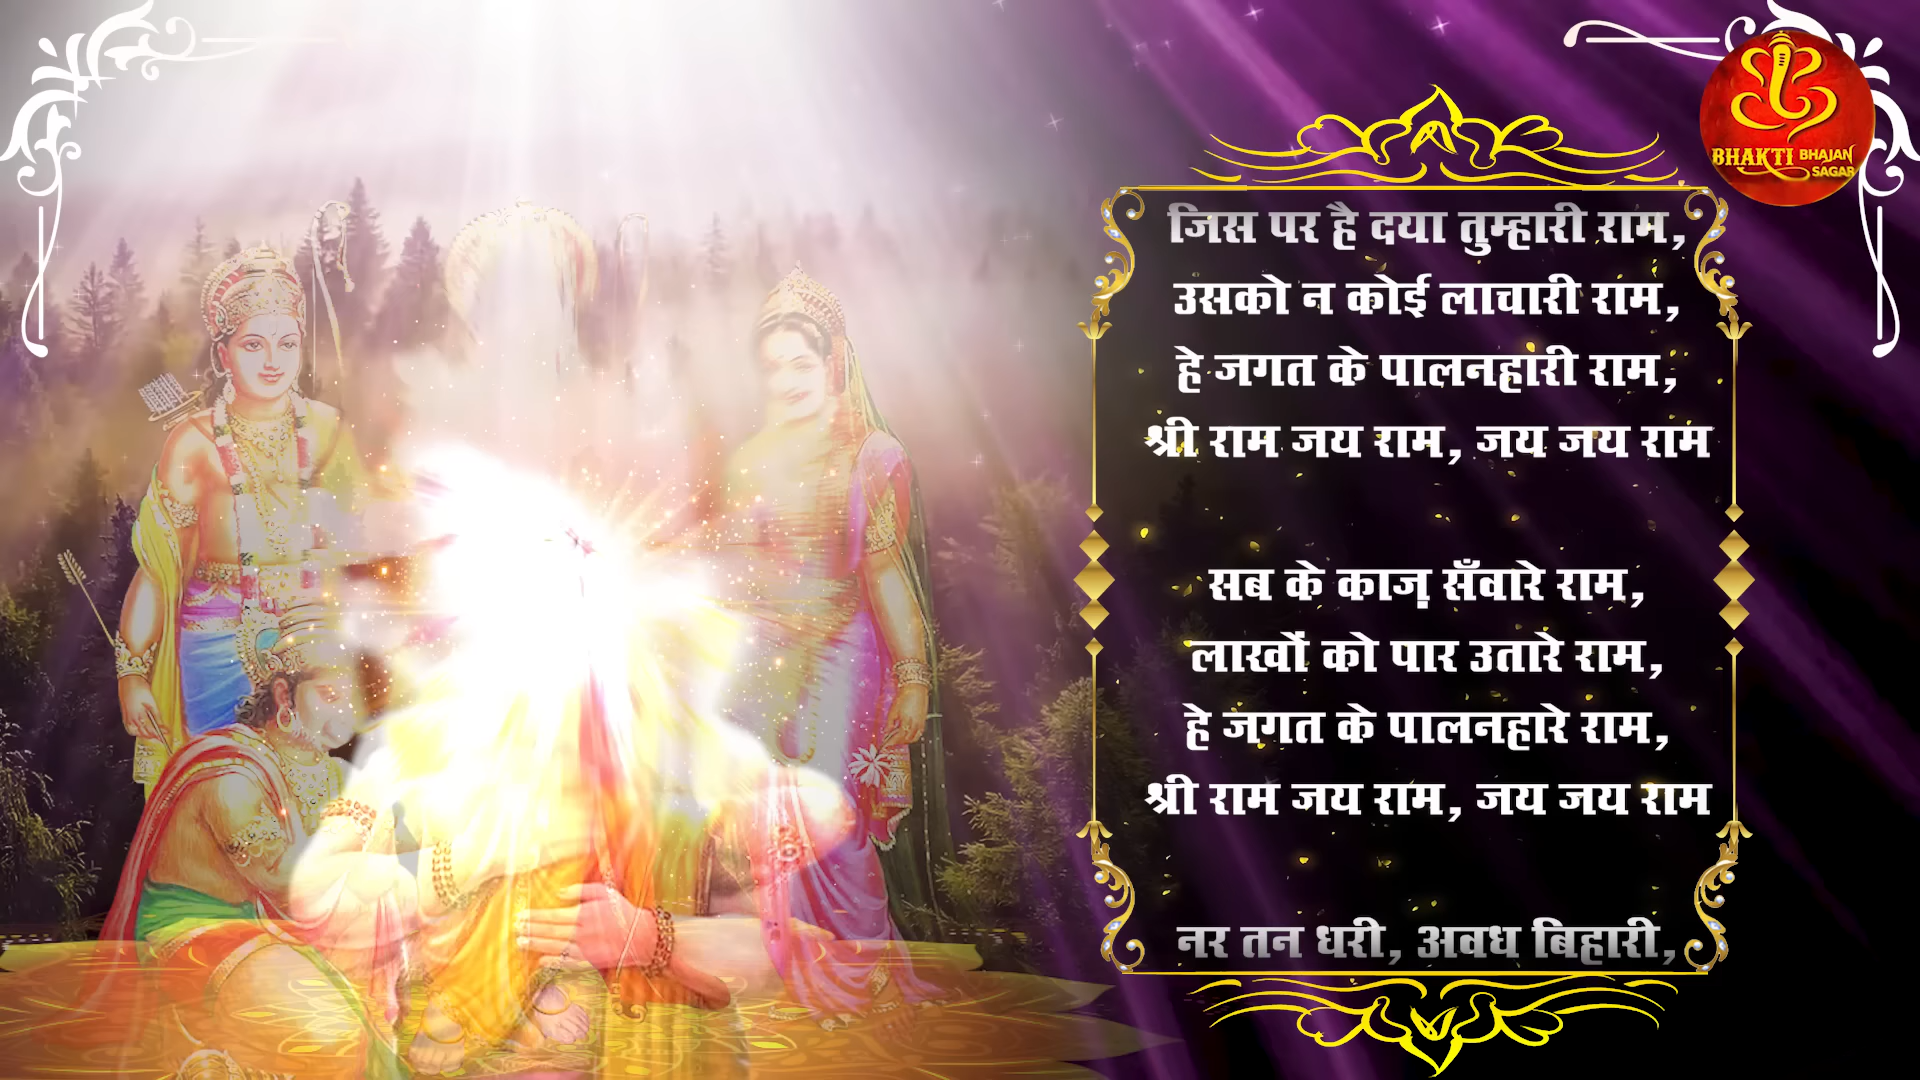 जिस पर है दया तुम्हारी राम,
उसको न कोई लाचारी राम,
हे जगत के पालनहारी राम,
श्री राम जय राम, जय जय राम
सब के काज़ सँवारे राम,
लाखों को पार उतारे राम,
हे जगत के पालनहारे राम,
श्री राम जय राम, जय जय राम
नर तन धरी, अवध बिहारी,
BHAKTI BHAJAN SAGAR